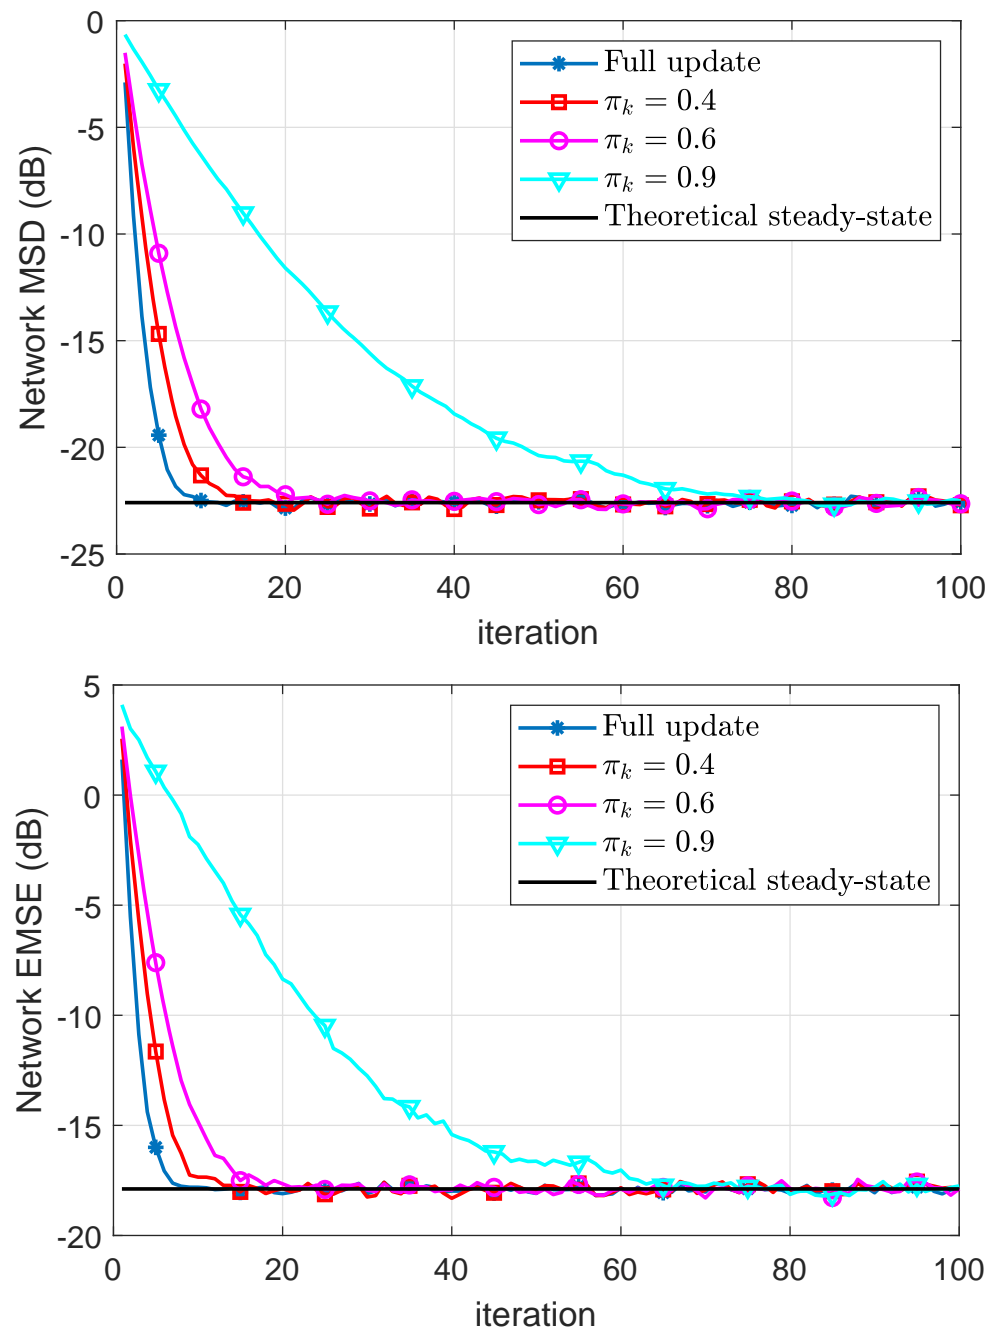 0
-5
-10
-15
-20
-25
Network MSD (dB)
Full update
π_k = 0.4
π_k = 0.6
π_k = 0.9
Theoretical steady-state
0 20 40 60 80 100
iteration
5
0
-5
-10
-15
-20
Network EMSE (dB)
Full update
π_k = 0.4
π_k = 0.6
π_k = 0.9
Theoretical steady-state
0 20 40 60 80 100
iteration